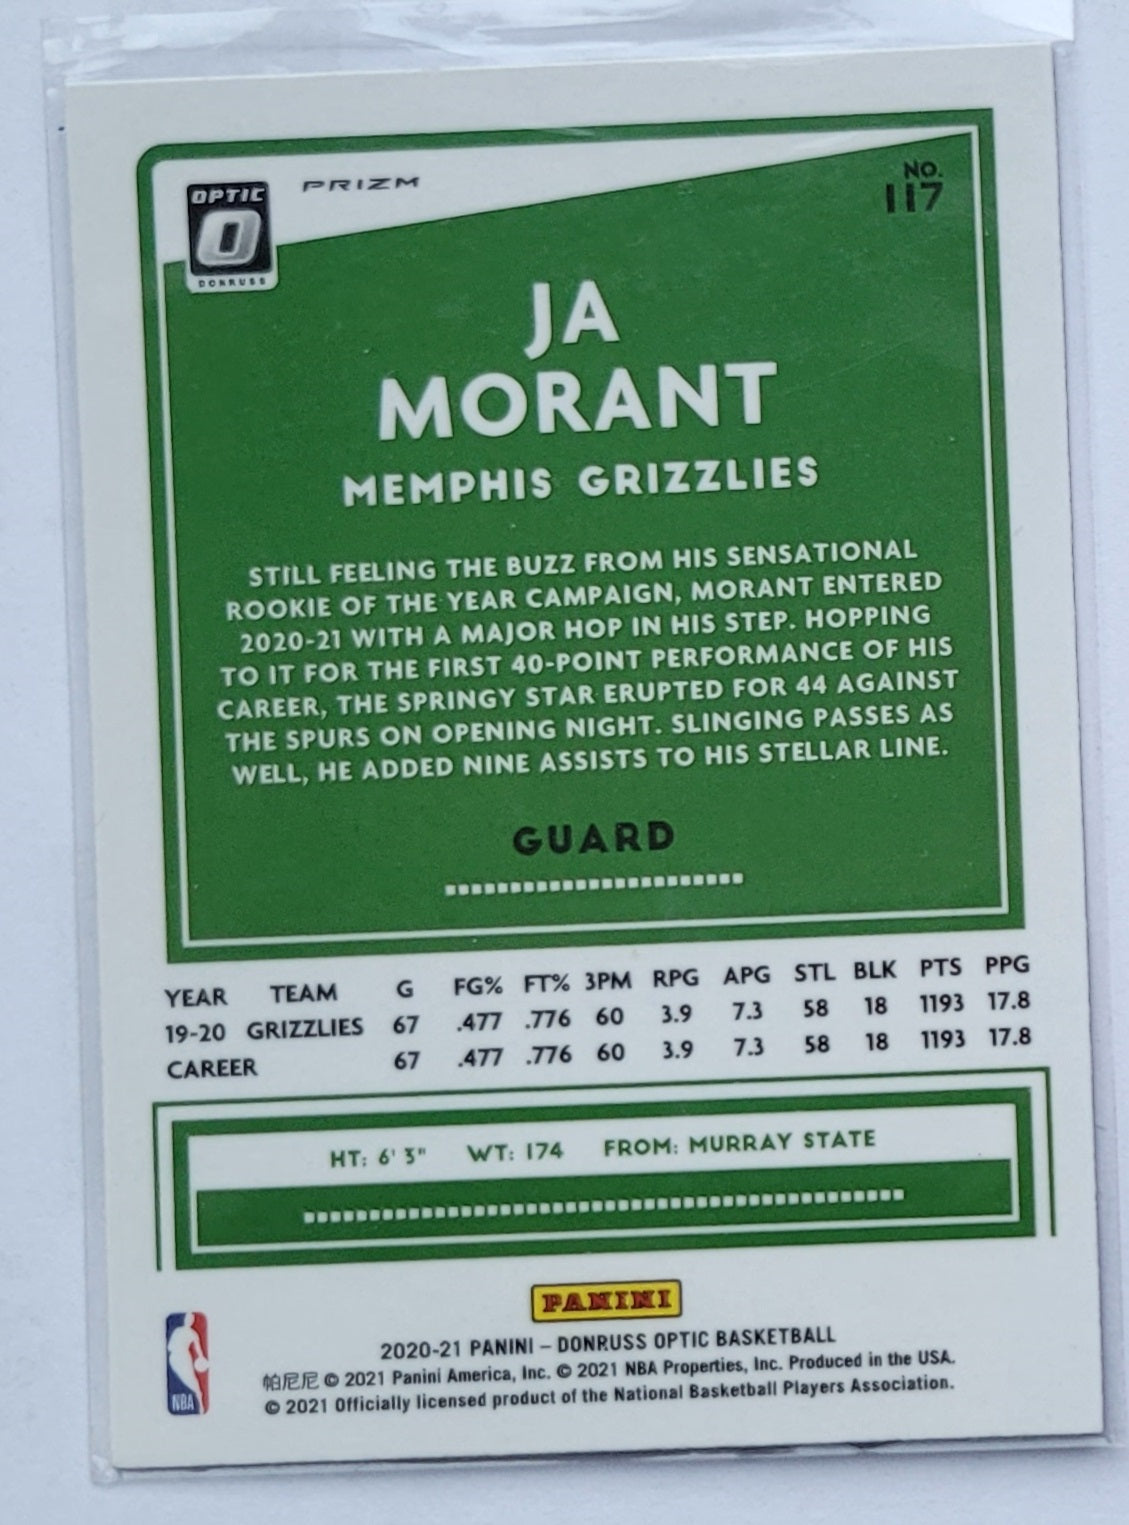 OPTIC
DONRUSS
PRIZM
NO.
117
JA
MORANT
MEMPHIS GRIZZLIES
STILL FEELING THE BUZZ FROM HIS SENSATIONAL
ROOKIE OF THE YEAR CAMPAIGN, MORANT ENTERED
2020-21 WITH A MAJOR HOP IN HIS STEP. HOPPING
TO IT FOR THE FIRST 40-POINT PERFORMANCE OF HIS
CAREER, THE SPRINGY STAR ERUPTED FOR 44 AGAINST
THE SPURS ON OPENING NIGHT. SLINGING PASSES AS
WELL, HE ADDED NINE ASSISTS TO HIS STELLAR LINE.
GUARD
YEAR TEAM G FG% FT% 3PM RPG APG STL BLK PTS PPG
19-20 GRIZZLIES 67 .477 .776 60 3.9 7.3 58 18 1193 17.8
CAREER 67 .477 .776 60 3.9 7.3 58 18 1193 17.8
HT: 6' 3" WT: 174 FROM: MURRAY STATE
PANINI
NBA
2020-21 PANINI – DONRUSS OPTIC BASKETBALL
帕尼尼 © 2021 Panini America, Inc. © 2021 NBA Properties, Inc. Produced in the USA.
© 2021 Officially licensed product of the National Basketball Players Association.